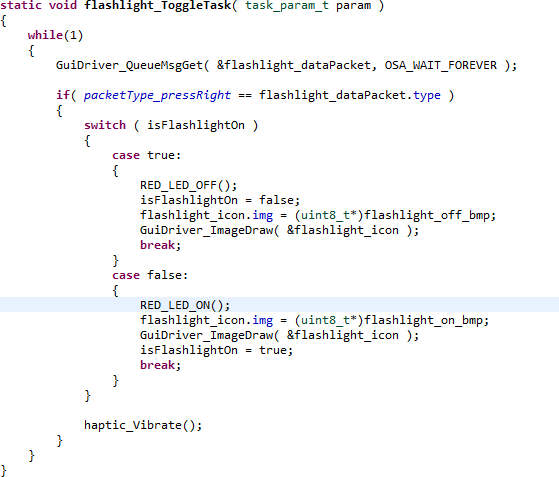 static void flashlight_ToggleTask( task_param_t param )
{
    while(1)
    {
        GuiDriver_QueueMsgGet( &flashlight_dataPacket, OSA_WAIT_FOREVER );

        if( packetType_pressRight == flashlight_dataPacket.type )
        {
            switch ( isFlashlightOn )
            {
                case true:
                {
                    RED_LED_OFF();
                    isFlashlightOn = false;
                    flashlight_icon.img = (uint8_t*)flashlight_off_bmp;
                    GuiDriver_ImageDraw( &flashlight_icon );
                    break;
                }
                case false:
                {
                    RED_LED_ON();
                    flashlight_icon.img = (uint8_t*)flashlight_on_bmp;
                    GuiDriver_ImageDraw( &flashlight_icon );
                    isFlashlightOn = true;
                    break;
                }
            }

            haptic_Vibrate();
        }
    }
}